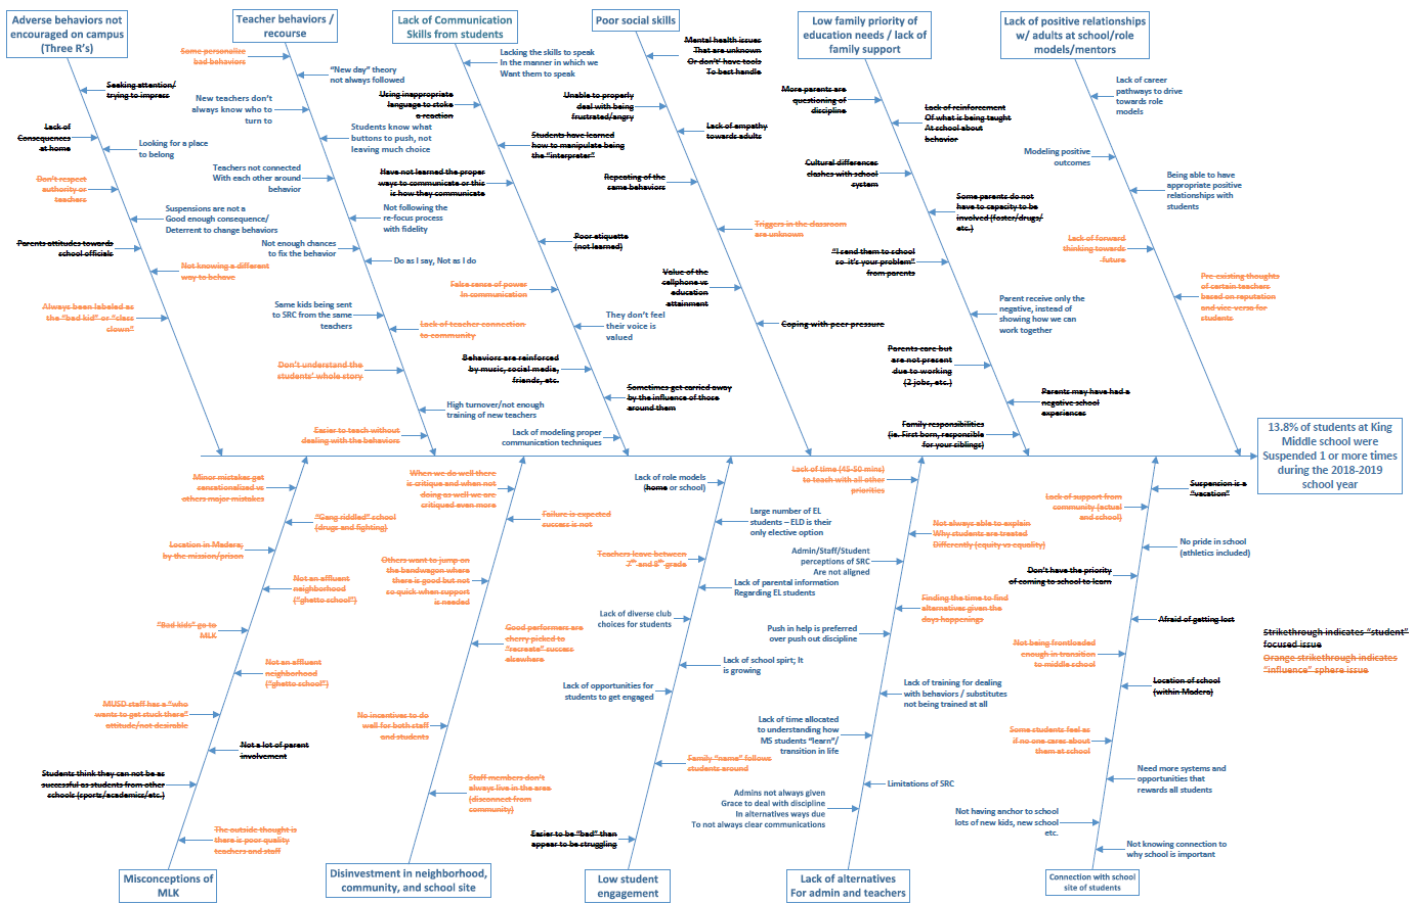 Adverse behaviors not
encouraged on campus
(Three R's)
Some personalize
bad behaviors
Seeking attention/
trying to impress
Lack of
Consequences
at home
Looking for a place
to belong
Don't respect
authority or
teachers
Suspensions are not a
Good enough consequence/
Deterrent to change behaviors
Parents attitudes towards
school officials
Not knowing a different
way to behave
Always been labeled as
the "bad kid" or "class
clown"
Teacher behaviors /
recourse
"New day" theory
not always followed
New teachers don't
always know who to
turn to
Students know what
buttons to push, not
leaving much choice
Teachers not connected
With each other around
behavior
Not following the
re-focus process
with fidelity
Not enough chances
to fix the behavior
Do as I say, Not as I do
Same kids being sent
to SRC from the same
teachers
Lack of teacher connection
to community
Don't understand the
students' whole story
High turnover/not enough
training of new teachers
Easier to teach without
dealing with the behaviors
Lack of Communication
Skills from students
Lacking the skills to speak
In the manner in which we
Want them to speak
Using inappropriate
language to stoke
a reaction
Students have learned
how to manipulate being
the "interpreter"
Have not learned the proper
ways to communicate or this
is how they communicate
Poor etiquette
(not learned)
False sense of power
In communication
They don't feel
their voice is
valued
Behaviors are reinforced
by music, social media,
friends, etc.
Sometimes get carried away
by the influence of those
around them
Lack of modeling proper
communication techniques
Poor social skills
Mental health issues
That are unknown
Or don't' have tools
To best handle
Unable to properly
deal with being
frustrated/angry
Lack of empathy
towards adults
Repeating of the
same behaviors
Triggers in the classroom
are unknown
Value of the
cellphone vs
education
attainment
Coping with peer pressure
Low family priority of
education needs / lack of
family support
More parents are
questioning of
discipline
Lack of reinforcement
Of what is being taught
At school about
behavior
Cultural differences
clashes with school
system
Some parents do not
have to capacity to be
involved (foster/drugs/
etc.)
"I send them to school
so it's your problem"
from parents
Parent receive only the
negative, instead of
showing how we can
work together
Parents care but
are not present
due to working
(2 jobs, etc.)
Parents may have had a
negative school
experiences
Family responsibilities
(ie. First born, responsible
for your siblings)
Lack of positive relationships
w/ adults at school/role
models/mentors
Lack of career
pathways to drive
towards role
models
Modeling positive
outcomes
Being able to have
appropriate positive
relationships with
students
Lack of forward
thinking towards
future
Pre-existing thoughts
of certain teachers
based on reputation
and vice versa for
students
13.8% of students at King
Middle school were
Suspended 1 or more times
during the 2018-2019
school year
Minor mistakes get
sensationalized vs
others major mistakes
"Gang riddled" school
(drugs and fighting)
Location in Madera,
by the mission/prison
Not an affluent
neighborhood
("ghetto school")
"Bad kids" go to
MLK
Not an affluent
neighborhood
("ghetto school")
MUSD staff has a "who
wants to get stuck there"
attitude/not desirable
Not a lot of parent
involvement
Students think they can not be as
successful as students from other
schools (sports/academics/etc.)
The outside thought is
there is poor quality
teachers and staff
Misconceptions of
MLK
When we do well there
is critique and when not
doing as well we are
critiqued even more
Failure is expected
success is not
Others want to jump on
the bandwagon where
there is good but not
so quick when support
is needed
Good performers are
cherry picked to
"recreate" success
elsewhere
No incentives to do
well for both staff
and students
Staff members don't
always live in the area
(disconnect from
community)
Disinvestment in neighborhood,
community, and school site
Lack of role models
(home or school)
Large number of EL
students – ELD is their
only elective option
Teachers leave between
7th and 8th grade
Lack of parental information
Regarding EL students
Lack of diverse club
choices for students
Lack of school spirt; It
is growing
Lack of opportunities for
students to get engaged
Family "name" follows
students around
Easier to be "bad" than
appear to be struggling
Low student
engagement
Lack of time (45-50 mins)
to teach with all other
priorities
Not always able to explain
Why students are treated
Differently (equity vs equality)
Admin/Staff/Student
perceptions of SRC
Are not aligned
Finding the time to find
alternatives given the
days happenings
Push in help is preferred
over push out discipline
Lack of training for dealing
with behaviors / substitutes
not being trained at all
Lack of time allocated
to understanding how
MS students "learn"/
transition in life
Limitations of SRC
Admins not always given
Grace to deal with discipline
In alternatives ways due
To not always clear communications
Lack of alternatives
For admin and teachers
Suspension is a
"vacation"
Lack of support from
community (actual
and school)
No pride in school
(athletics included)
Don't have the priority
of coming to school to learn
Afraid of getting lost
Not being frontloaded
enough in transition
to middle school
Location of school
(within Madera)
Some students feel as
if no one cares about
them at school
Need more systems and
opportunities that
rewards all students
Not having anchor to school
lots of new kids, new school
etc.
Not knowing connection to
why school is important
Connection with school
site of students
Strikethrough indicates "student"
focused issue
Orange strikethrough indicates
"influence" sphere issue